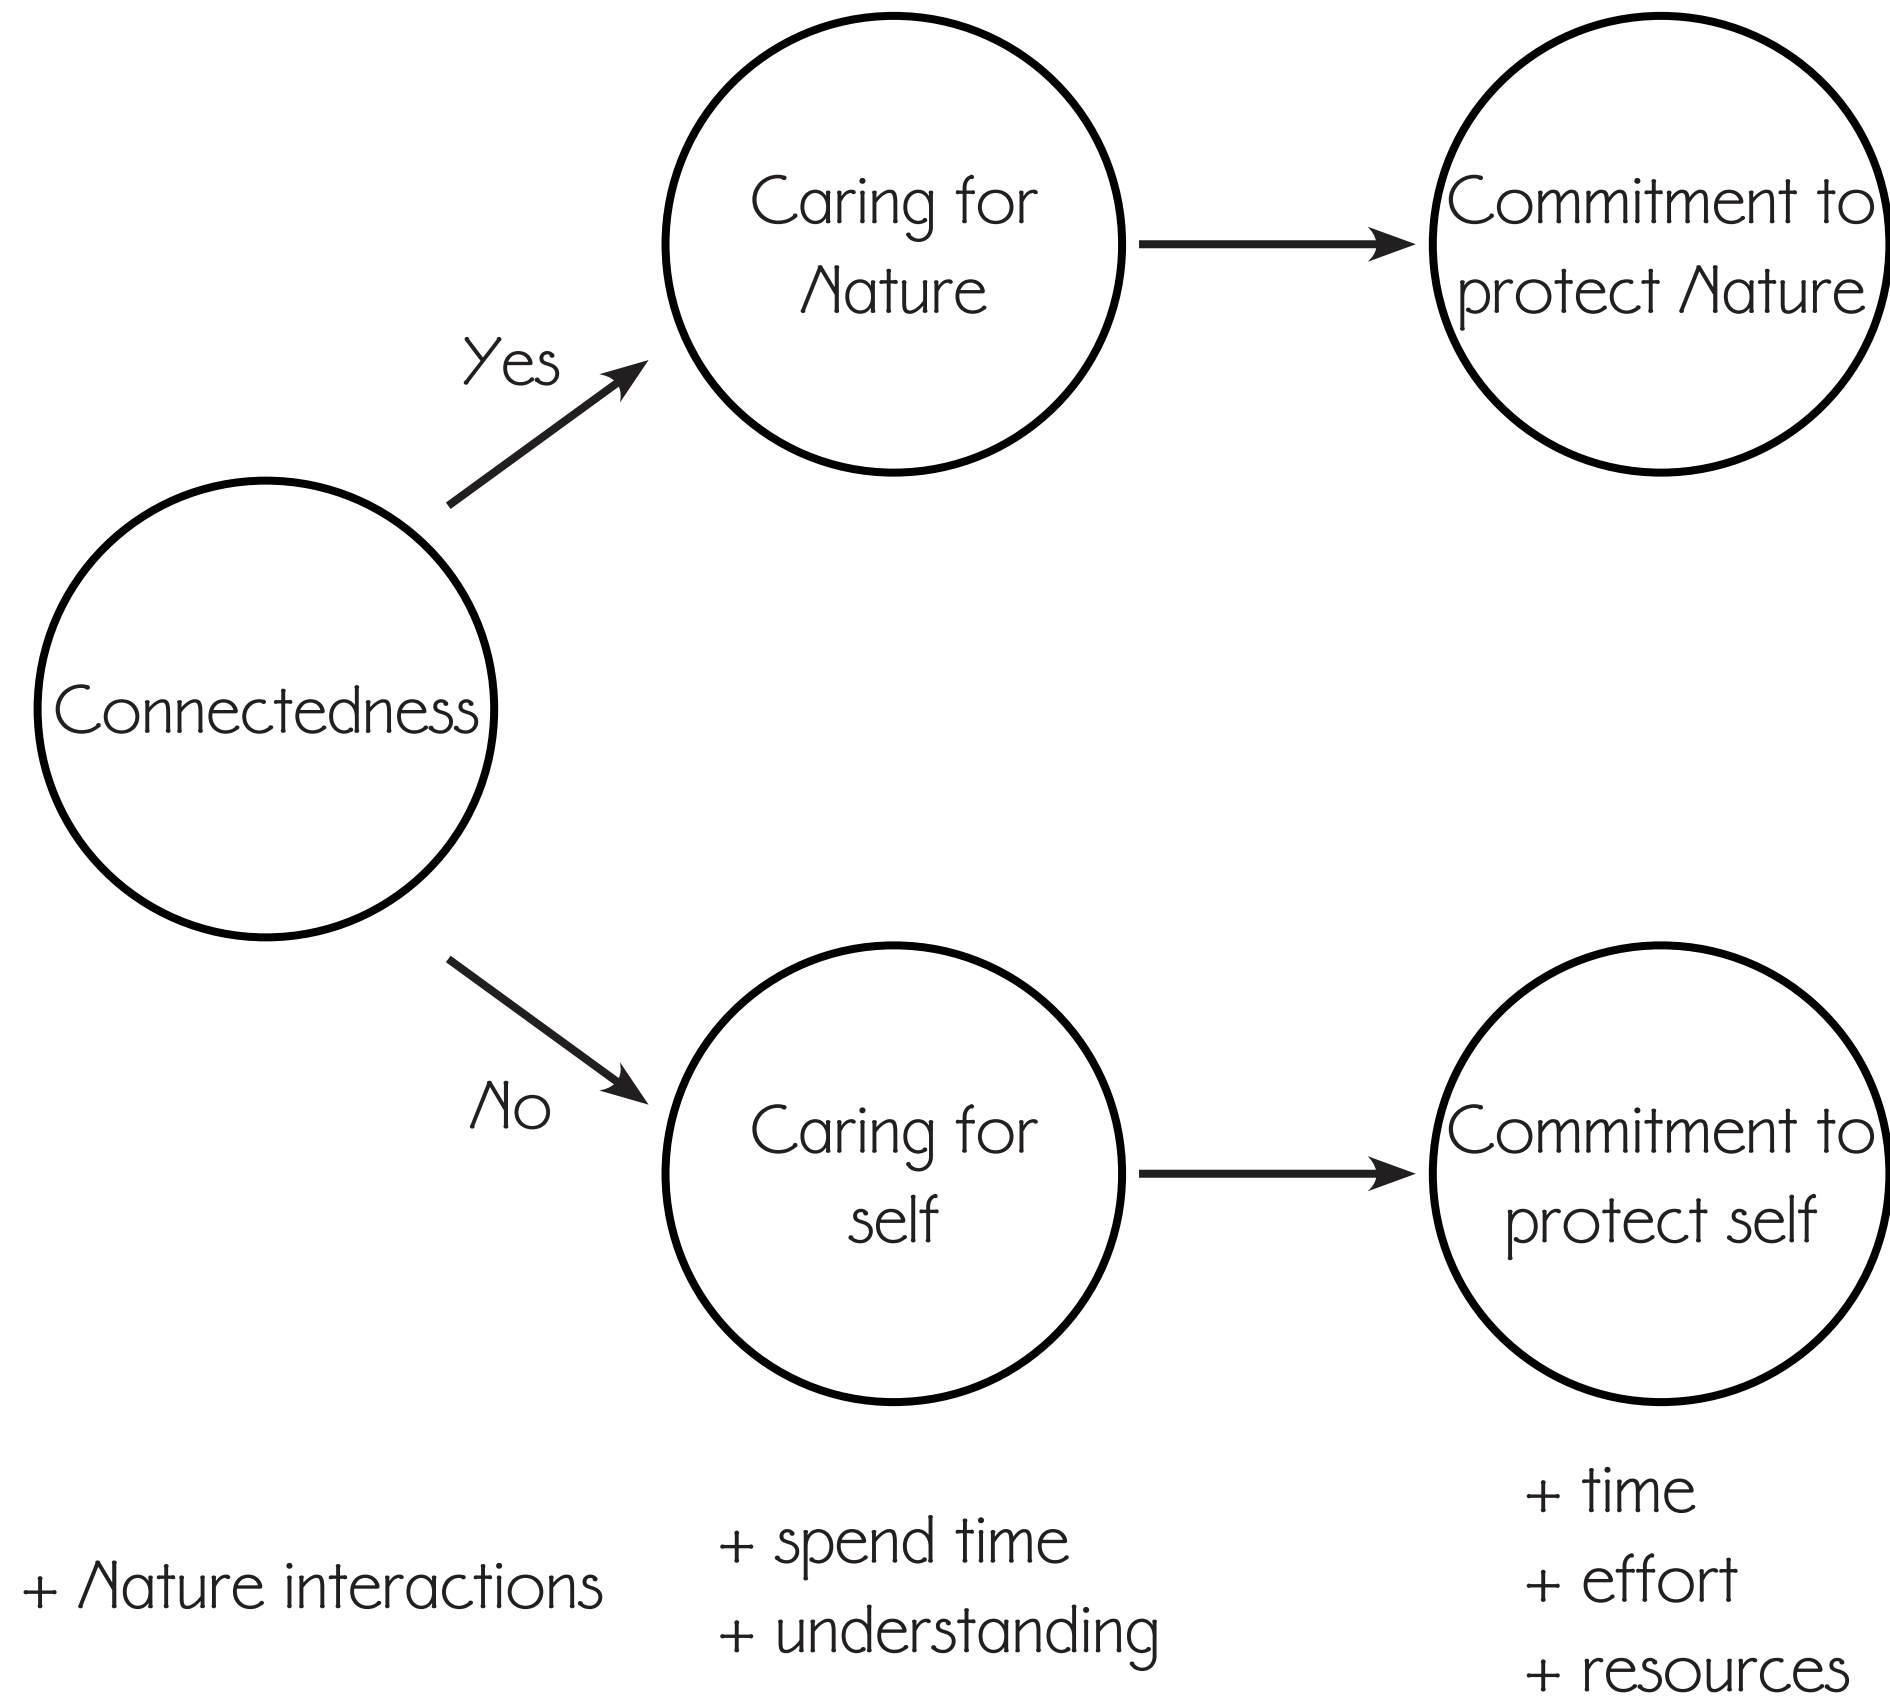 Caring for
Nature
Commitment to
protect Nature
Yes
Connectedness
No
Caring for
self
Commitment to
protect self
+ Nature interactions
+ spend time
+ understanding
+ time
+ effort
+ resources